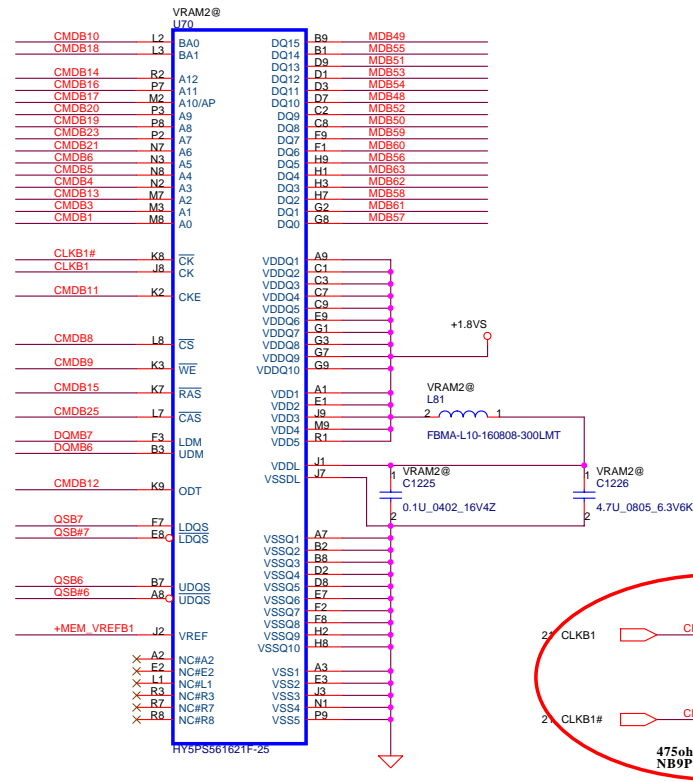 VRAM2@
U70
CMDB10 L2 BA0 DQ15 B9 MDB49
CMDB18 L3 BA1 DQ14 B1 MDB55
DQ13 D9 MDB51
CMDB14 R2 A12 DQ12 D1 MDB53
CMDB16 P7 A11 DQ11 D3 MDB54
CMDB17 M2 A10/AP DQ10 D7 MDB48
CMDB20 P3 A9 DQ9 C2 MDB52
CMDB19 P8 A8 DQ8 C8 MDB50
CMDB23 P2 A7 DQ7 F9 MDB59
CMDB21 N7 A6 DQ6 F1 MDB60
CMDB6 N3 A5 DQ5 H9 MDB56
CMDB5 N8 A4 DQ4 H1 MDB63
CMDB4 N2 A3 DQ3 H3 MDB62
CMDB13 M7 A2 DQ2 H7 MDB58
CMDB3 M3 A1 DQ1 G2 MDB61
CMDB1 M8 A0 DQ0 G8 MDB57
CLKB1# K8 CK VDDQ1 A9
CLKB1 J8 CK VDDQ2 C1
VDDQ3 C3
CMDB11 K2 CKE VDDQ4 C7
VDDQ5 C9
VDDQ6 E9
VDDQ7 G1
+1.8VS
CMDB8 L8 CS VDDQ8 G3
VDDQ9 G7
CMDB9 K3 WE VDDQ10 G9
CMDB15 K7 RAS VDD1 A1
VRAM2@
VDD2 E1
L81
CMDB25 L7 CAS VDD3 J9 2 1
VDD4 M9
DQMB7 F3 LDM VDD5 R1
FBMA-L10-160808-300LMT
DQMB6 B3 UDM
VDDL J1
CMDB12 K9 ODT VSSDL J7
1 VRAM2@ 1 VRAM2@
C1225 C1226
0.1U_0402_16V4Z 4.7U_0805_6.3V6K
2 2
QSB7 F7 LDQS VSSQ1 A7
QSB#7 E8 LDQS VSSQ2 B2
VSSQ3 B8
VSSQ4 D2
QSB6 B7 UDQS VSSQ5 D8
QSB#6 A8 UDQS VSSQ6 E7
VSSQ7 F2
VSSQ8 F8
+MEM_VREFB1 J2 VREF VSSQ9 H2
VSSQ10 H8
A2 NC#A2
E2 NC#E2 VSS1 A3
L1 NC#L1 VSS2 E3
R3 NC#R3 VSS3 J3
R7 NC#R7 VSS4 N1
R8 NC#R8 VSS5 P9
HY5PS561621F-25
CLKB1
CLKB1#
475oh
NB9P